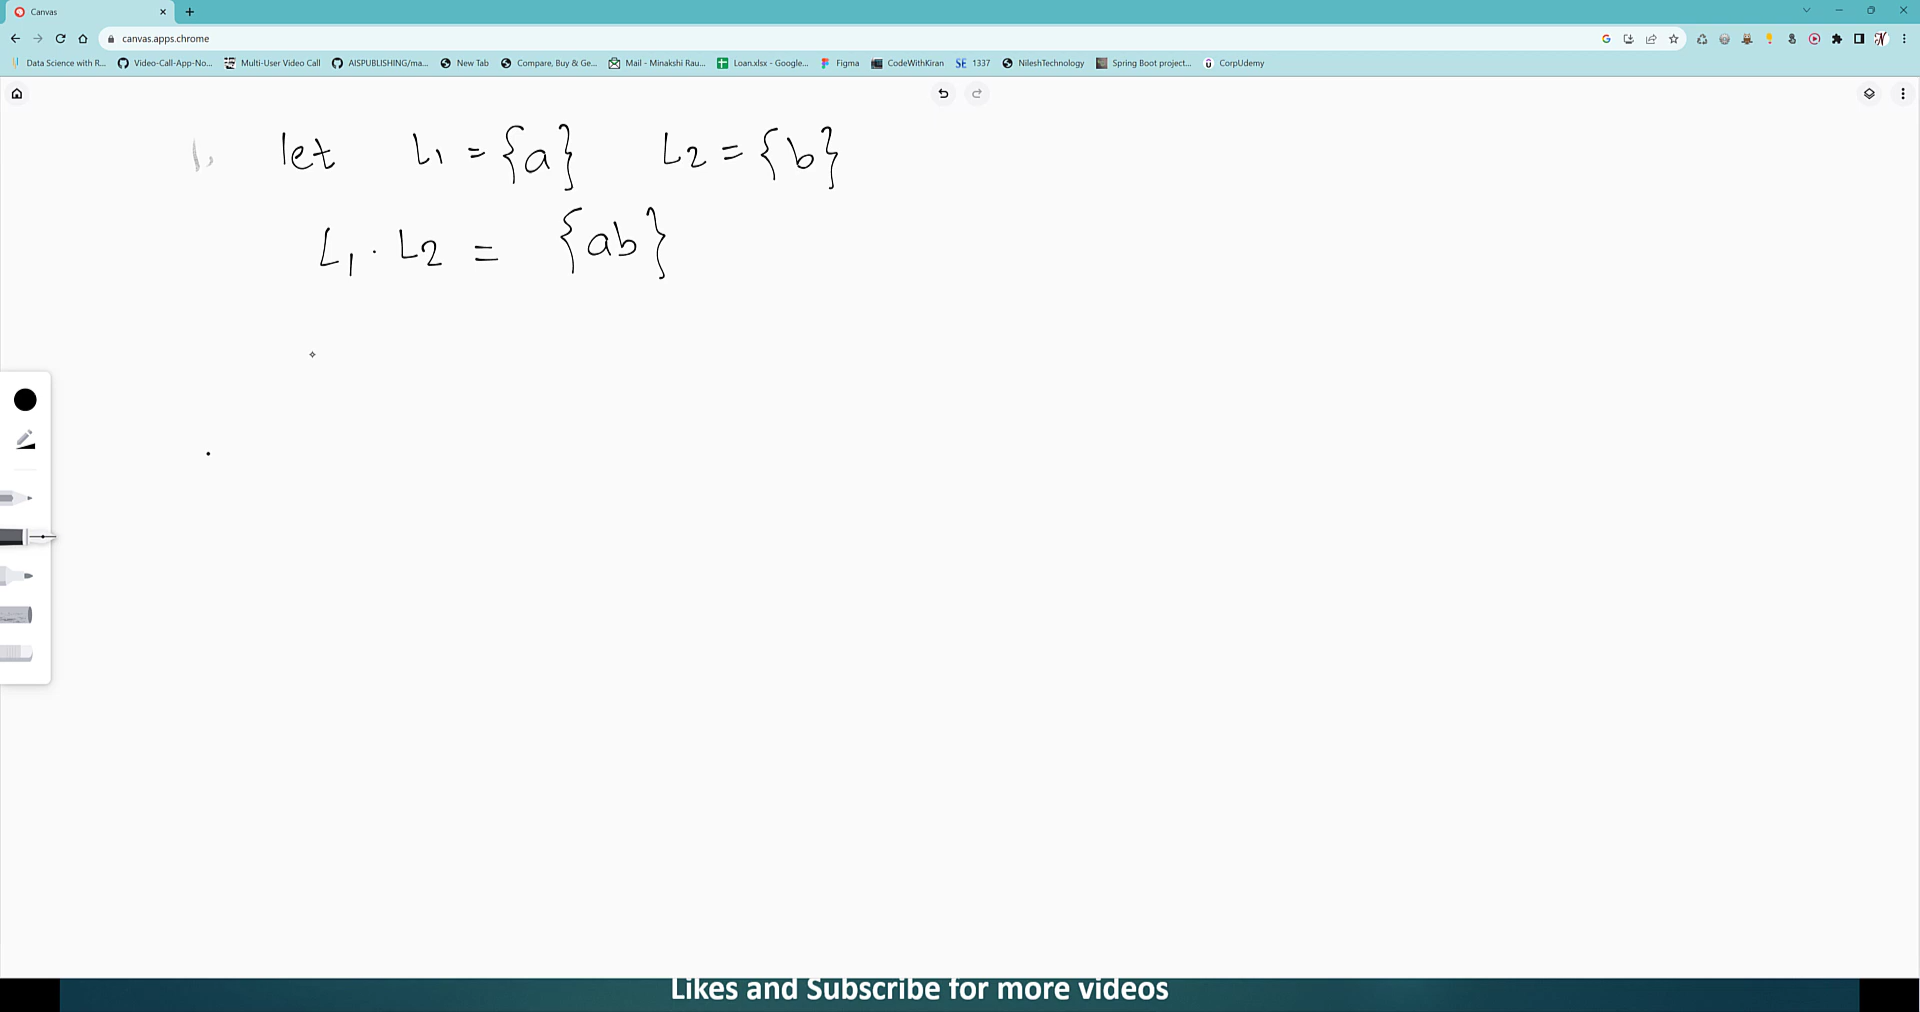 Canvas
canvas.apps.chrome
Data Science with R...
Video-Call-App-No...
Multi-User Video Call
AISPUBLISHING/ma...
New Tab
Compare, Buy & Ge...
Mail - Minakshi Rau...
Loan.xlsx - Google...
Figma
CodeWithKiran
SE 1337
NileshTechnology
Spring Boot project...
CorpUdemy
1. let L1 = {a} L2 = {b}
L1 . L2 = {ab}
Likes and Subscribe for more videos